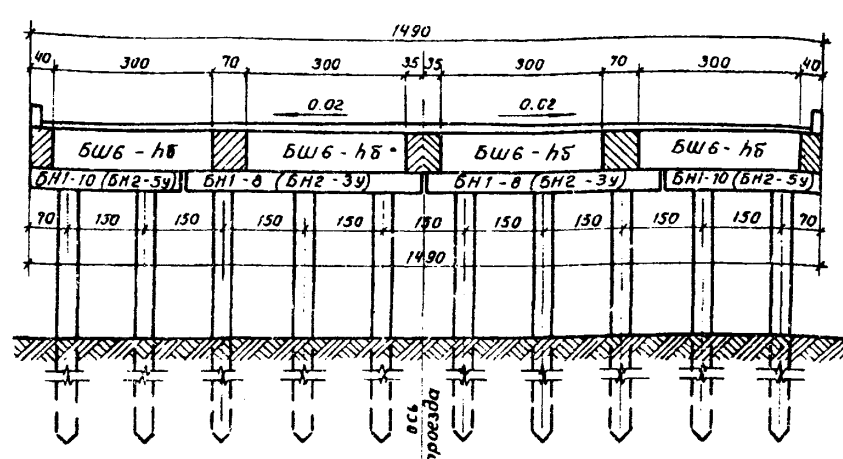 1490
40 300 70 300 35 35 300 70 300 40
0.02 0.02
БШ6-hб БШ6-hб БШ6-hб БШ6-hб
БН1-10 (БН2-5у) БН1-8 (БН2-3у) БН1-8 (БН2-3у) БН1-10 (БН2-5у)
70 150 150 150 150 150 150 150 150 150 70
1490
ось
проезда